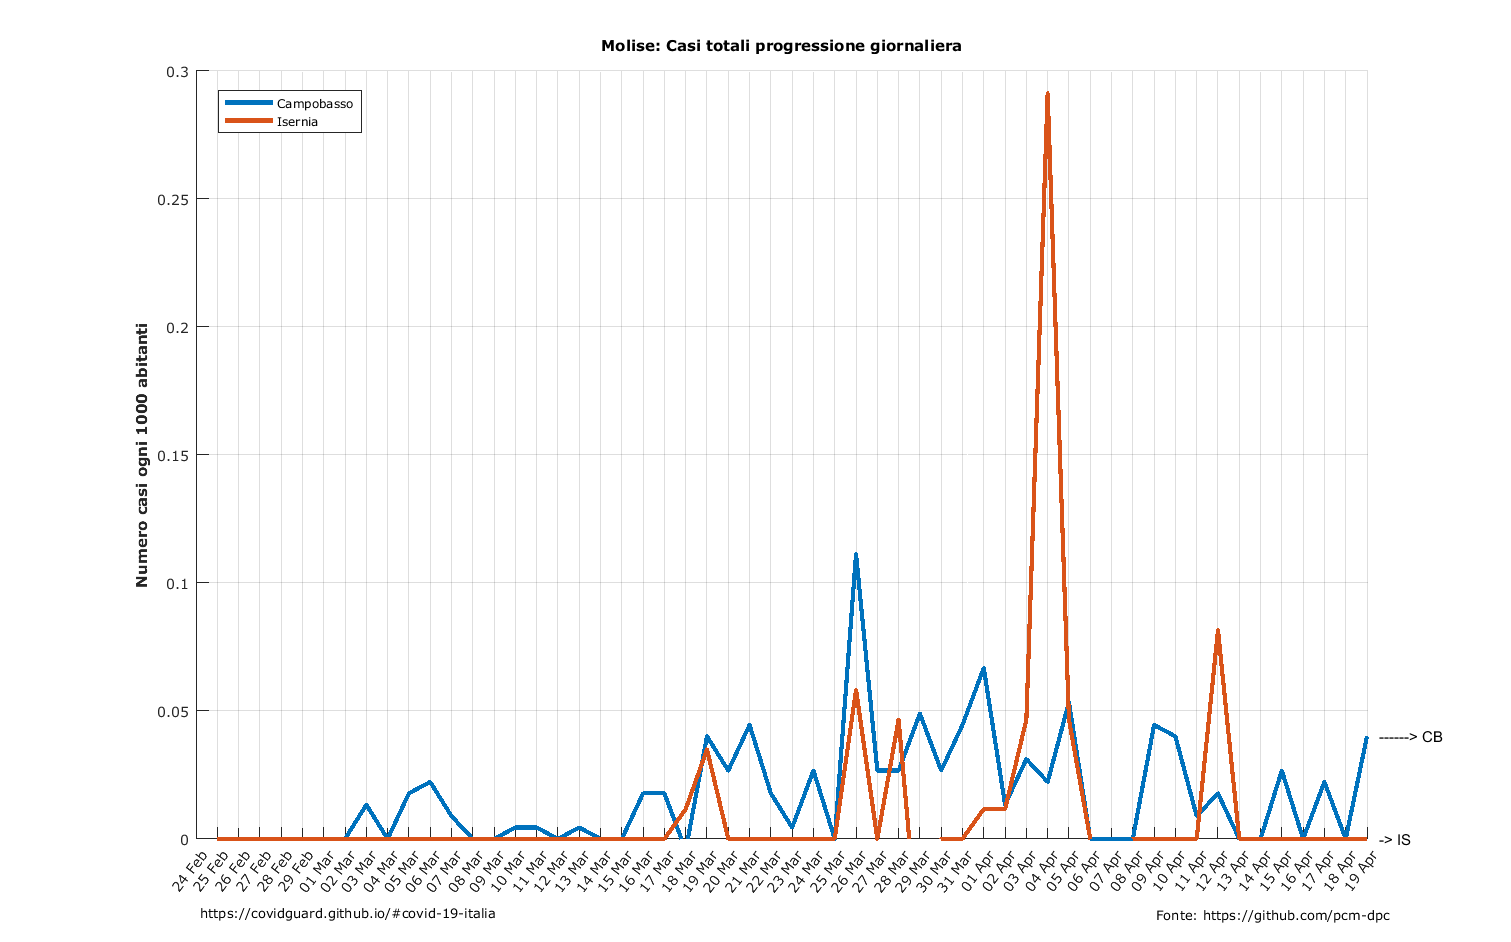 Molise: Casi totali progressione giornaliera
0.3
0.25
0.2
0.15
0.1
0.05
0
Numero casi ogni 1000 abitanti
Campobasso
Isernia
------> CB
-> IS
24 Feb
25 Feb
26 Feb
27 Feb
28 Feb
29 Feb
01 Mar
02 Mar
03 Mar
04 Mar
05 Mar
06 Mar
07 Mar
08 Mar
09 Mar
10 Mar
11 Mar
12 Mar
13 Mar
14 Mar
15 Mar
16 Mar
17 Mar
18 Mar
19 Mar
20 Mar
21 Mar
22 Mar
23 Mar
24 Mar
25 Mar
26 Mar
27 Mar
28 Mar
29 Mar
30 Mar
31 Mar
01 Apr
02 Apr
03 Apr
04 Apr
05 Apr
06 Apr
07 Apr
08 Apr
09 Apr
10 Apr
11 Apr
12 Apr
13 Apr
14 Apr
15 Apr
16 Apr
17 Apr
18 Apr
19 Apr
https://covidguard.github.io/#covid-19-italia
Fonte: https://github.com/pcm-dpc